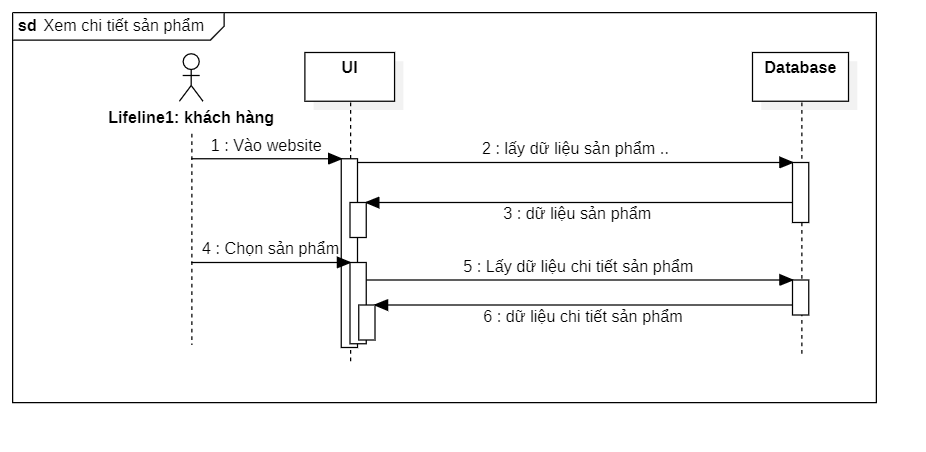 sd Xem chi tiết sản phẩm
UI
Database
Lifeline1: khách hàng
1 : Vào website
2 : lấy dữ liệu sản phẩm ..
3 : dữ liệu sản phẩm
4 : Chọn sản phẩm
5 : Lấy dữ liệu chi tiết sản phẩm
6 : dữ liệu chi tiết sản phẩm